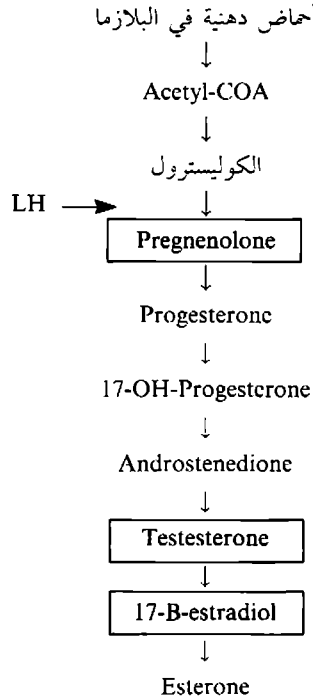 أحماض دهنية في البلازما
Acetyl-COA
الكوليسترول
LH
Pregnenolone
Progesterone
17-OH-Progesterone
Androstenedione
Testesterone
17-B-estradiol
Esterone